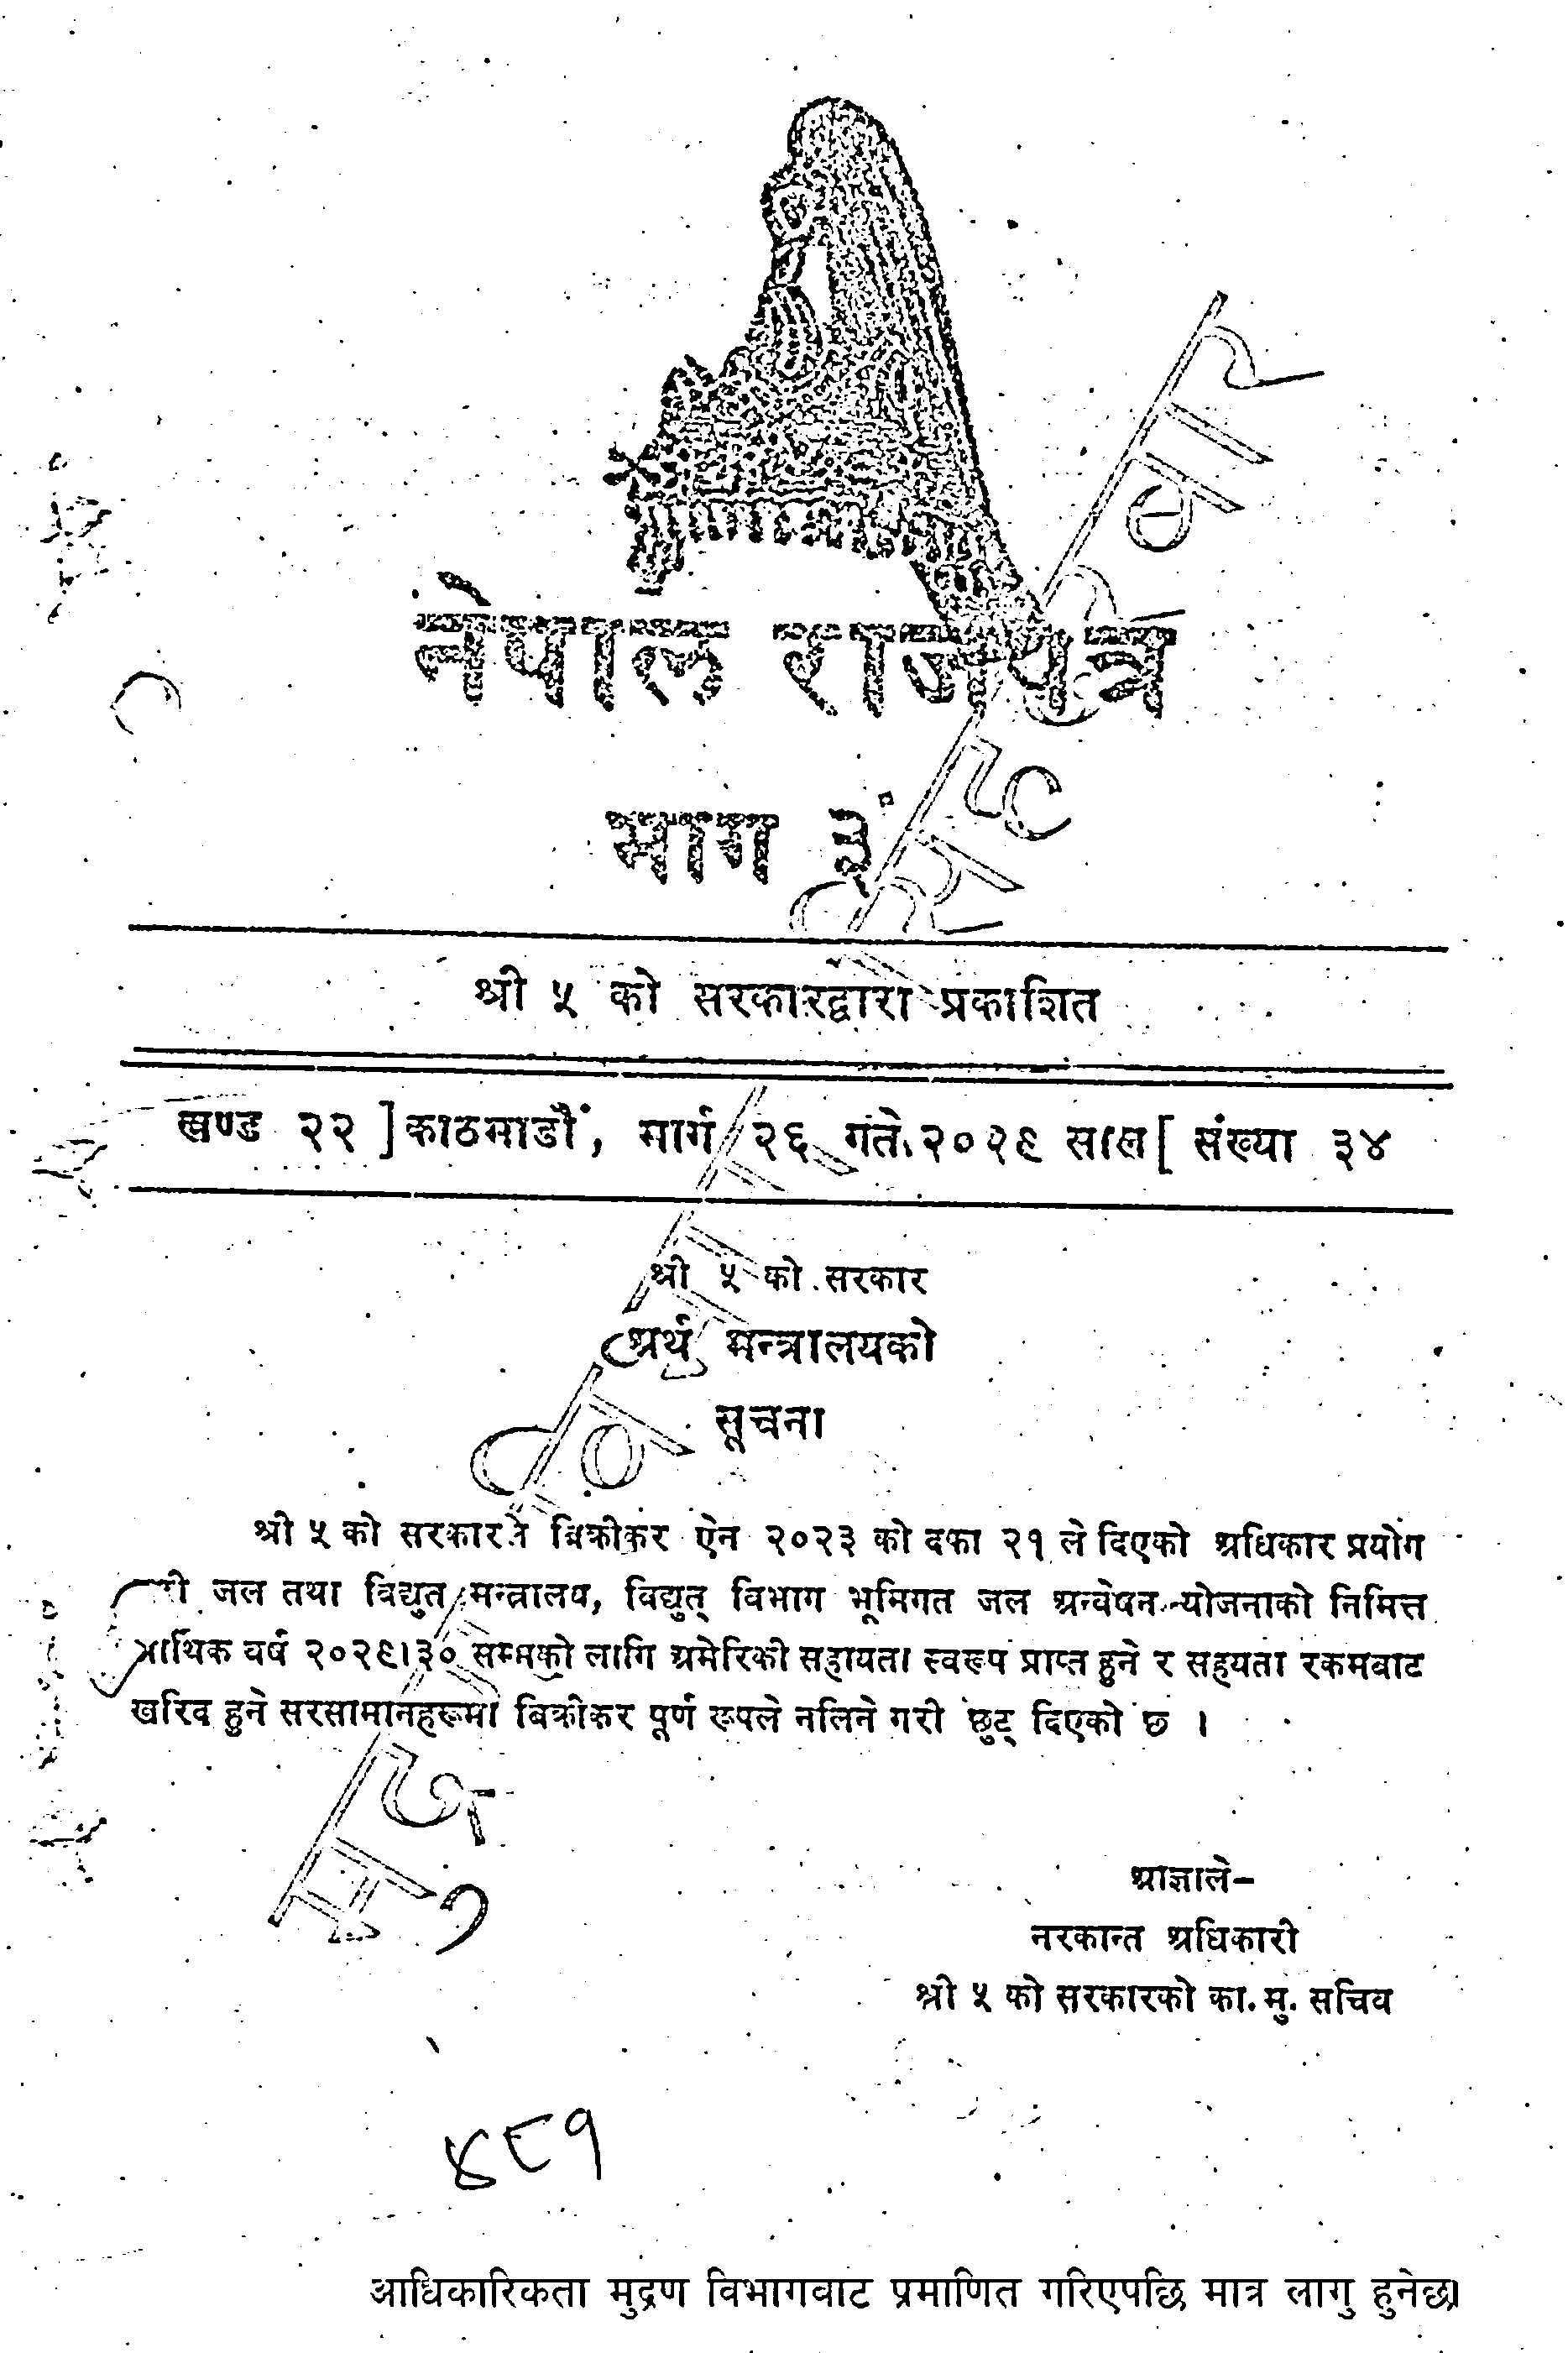 नेपाल राजपत्र
भाग ३
श्री ५ को सरकारद्वारा प्रकाशित
खण्ड २२ ] काठमाडौं, मार्ग २६ गते २०२९ साल [ संख्या ३४
श्री ५ को सरकार
अर्थ मन्त्रालयको
सूचना
श्री ५ को सरकारले बिक्रीकर ऐन २०२३ को दफा २१ ले दिएको अधिकार प्रयोग
गरी जल तथा विद्युत मन्त्रालय, विद्युत् विभाग भूमिगत जल अन्वेषन योजनाको निमित्त
आर्थिक वर्ष २०२९।३० सम्मको लागि अमेरिकी सहायता स्वरूप प्राप्त हुने र सहयता रकमबाट
खरिद हुने सरसामानहरूमा बिक्रीकर पूर्ण रूपले नलिने गरी छुट् दिएको छ ।
आज्ञाले-
नरकान्त अधिकारी
श्री ५ को सरकारको का. मु. सचिव
४८१
आधिकारिकता मुद्रण विभागवाट प्रमाणित गरिएपछि मात्र लागु हुनेछ।